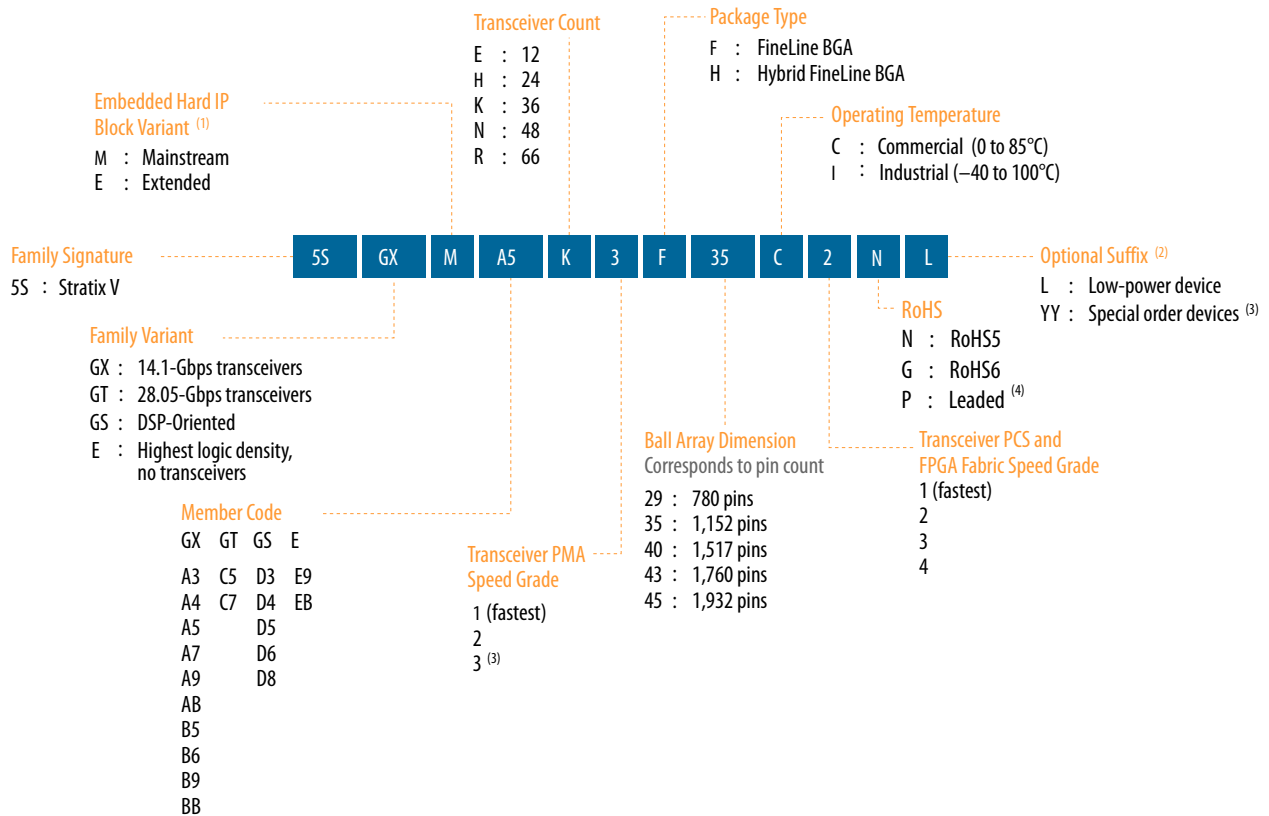 Transceiver Count
E : 12
H : 24
K : 36
N : 48
R : 66
Package Type
F : FineLine BGA
H : Hybrid FineLine BGA
Embedded Hard IP
Block Variant (1)
M : Mainstream
E : Extended
Operating Temperature
C : Commercial (0 to 85°C)
I : Industrial (–40 to 100°C)
Family Signature
5S : Stratix V
5S GX M A5 K 3 F 35 C 2 N L
Optional Suffix (2)
L : Low-power device
YY : Special order devices (3)
Family Variant
GX : 14.1-Gbps transceivers
GT : 28.05-Gbps transceivers
GS : DSP-Oriented
E : Highest logic density,
no transceivers
RoHS
N : RoHS5
G : RoHS6
P : Leaded (4)
Member Code
GX GT GS E
A3 C5 D3 E9
A4 C7 D4 EB
A5 D5
A7 D6
A9 D8
AB
B5
B6
B9
BB
Transceiver PMA
Speed Grade
1 (fastest)
2
3 (3)
Ball Array Dimension
Corresponds to pin count
29 : 780 pins
35 : 1,152 pins
40 : 1,517 pins
43 : 1,760 pins
45 : 1,932 pins
Transceiver PCS and
FPGA Fabric Speed Grade
1 (fastest)
2
3
4